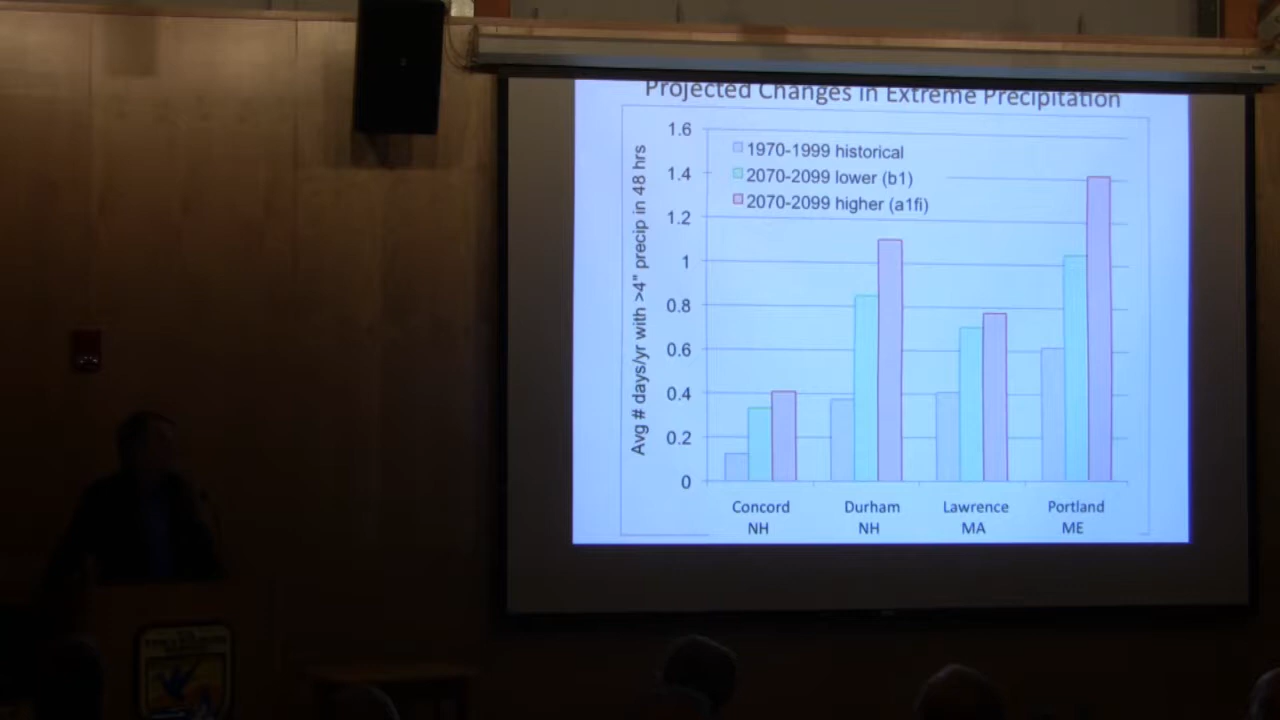 Projected Changes in Extreme Precipitation
1.6
1.4
1.2
1
0.8
0.6
0.4
0.2
0
Avg # days/yr with >4" precip in 48 hrs
1970-1999 historical
2070-2099 lower (b1)
2070-2099 higher (a1fi)
Concord
NH
Durham
NH
Lawrence
MA
Portland
ME